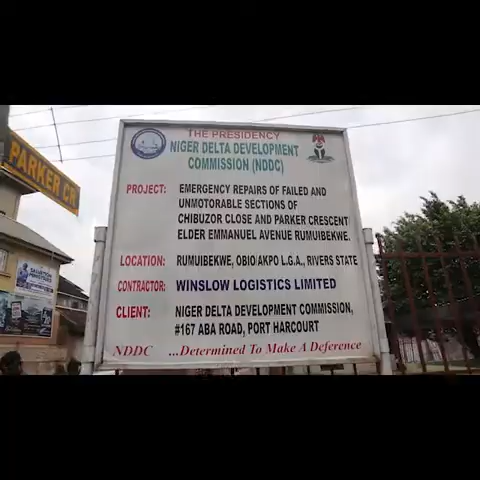 THE PRESIDENCY
NIGER DELTA DEVELOPMENT
COMMISSION (NDDC)
PROJECT: EMERGENCY REPAIRS OF FAILED AND
UNMOTORABLE SECTIONS OF
CHIBUZOR CLOSE AND PARKER CRESCENT
ELDER EMMANUEL AVENUE RUMUIBEKWE.
LOCATION: RUMUIBEKWE, OBIO/AKPO L.G.A., RIVERS STATE
CONTRACTOR: WINSLOW LOGISTICS LIMITED
CLIENT: NIGER DELTA DEVELOPMENT COMMISSION,
#167 ABA ROAD, PORT HARCOURT
NDDC ...Determined To Make A Deference
PARKER CR